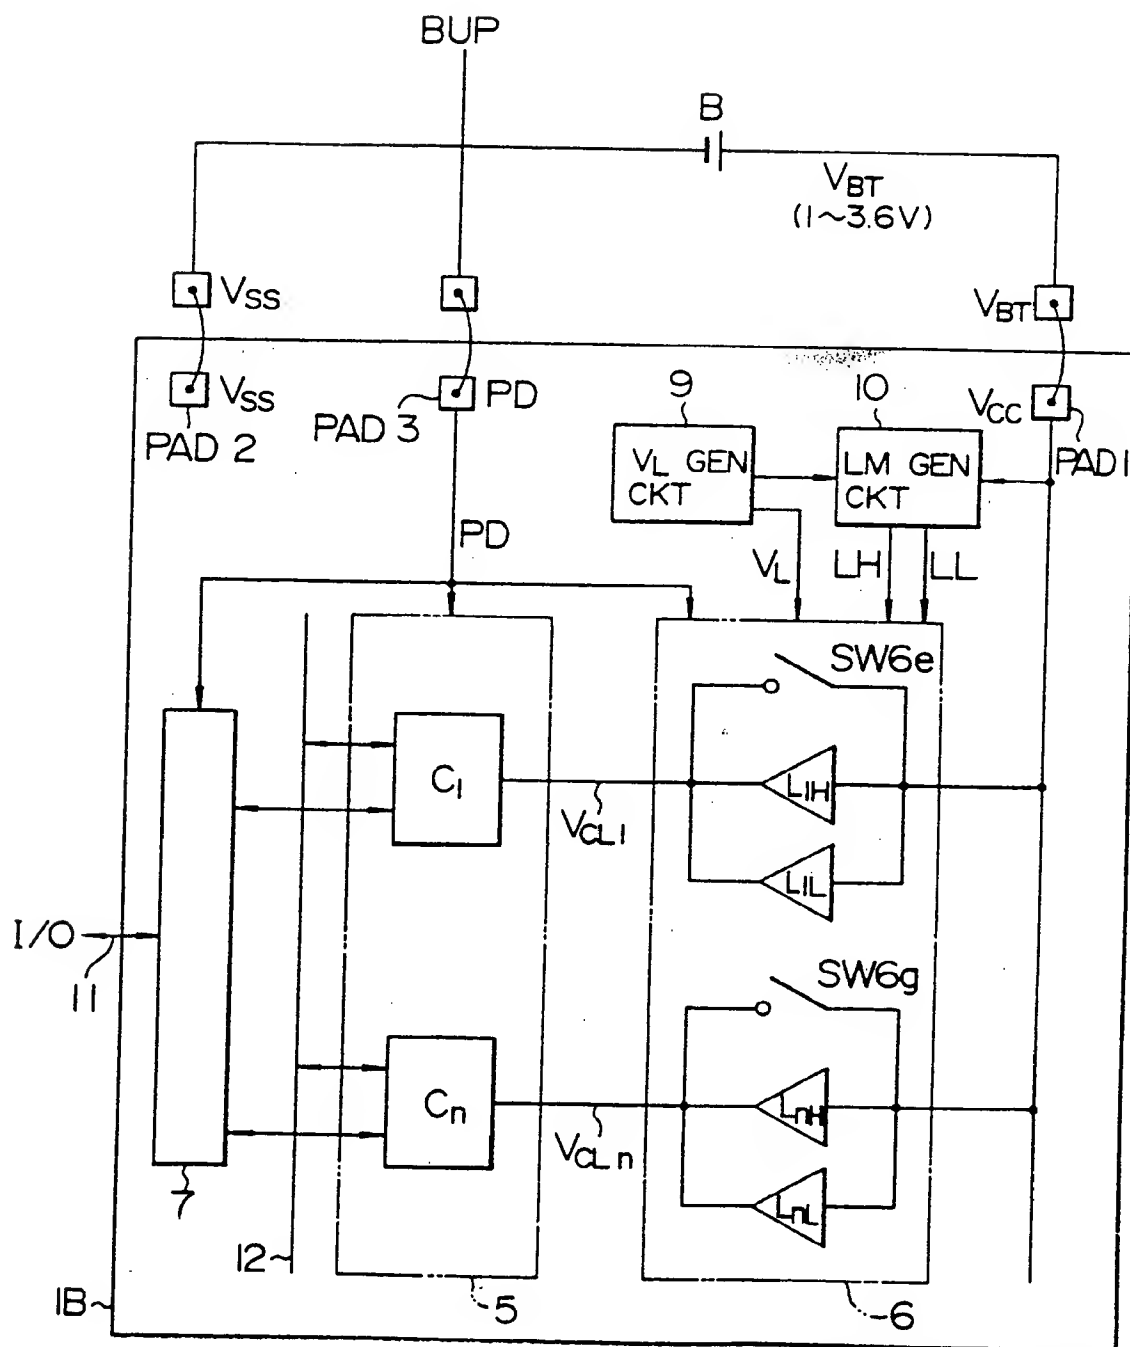 BUP
B
VBT
(1~3.6V)
VSS
VBT
VSS
PAD 2
PAD 3
PD
9
10
VCC
PAD 1
VL GEN
CKT
LM GEN
CKT
PD
VL
LH
LL
SW6e
C1
L1H
VCL1
L1L
I/O
11
SW6g
Cn
LnH
VCLn
LnL
7
12
5
6
1B